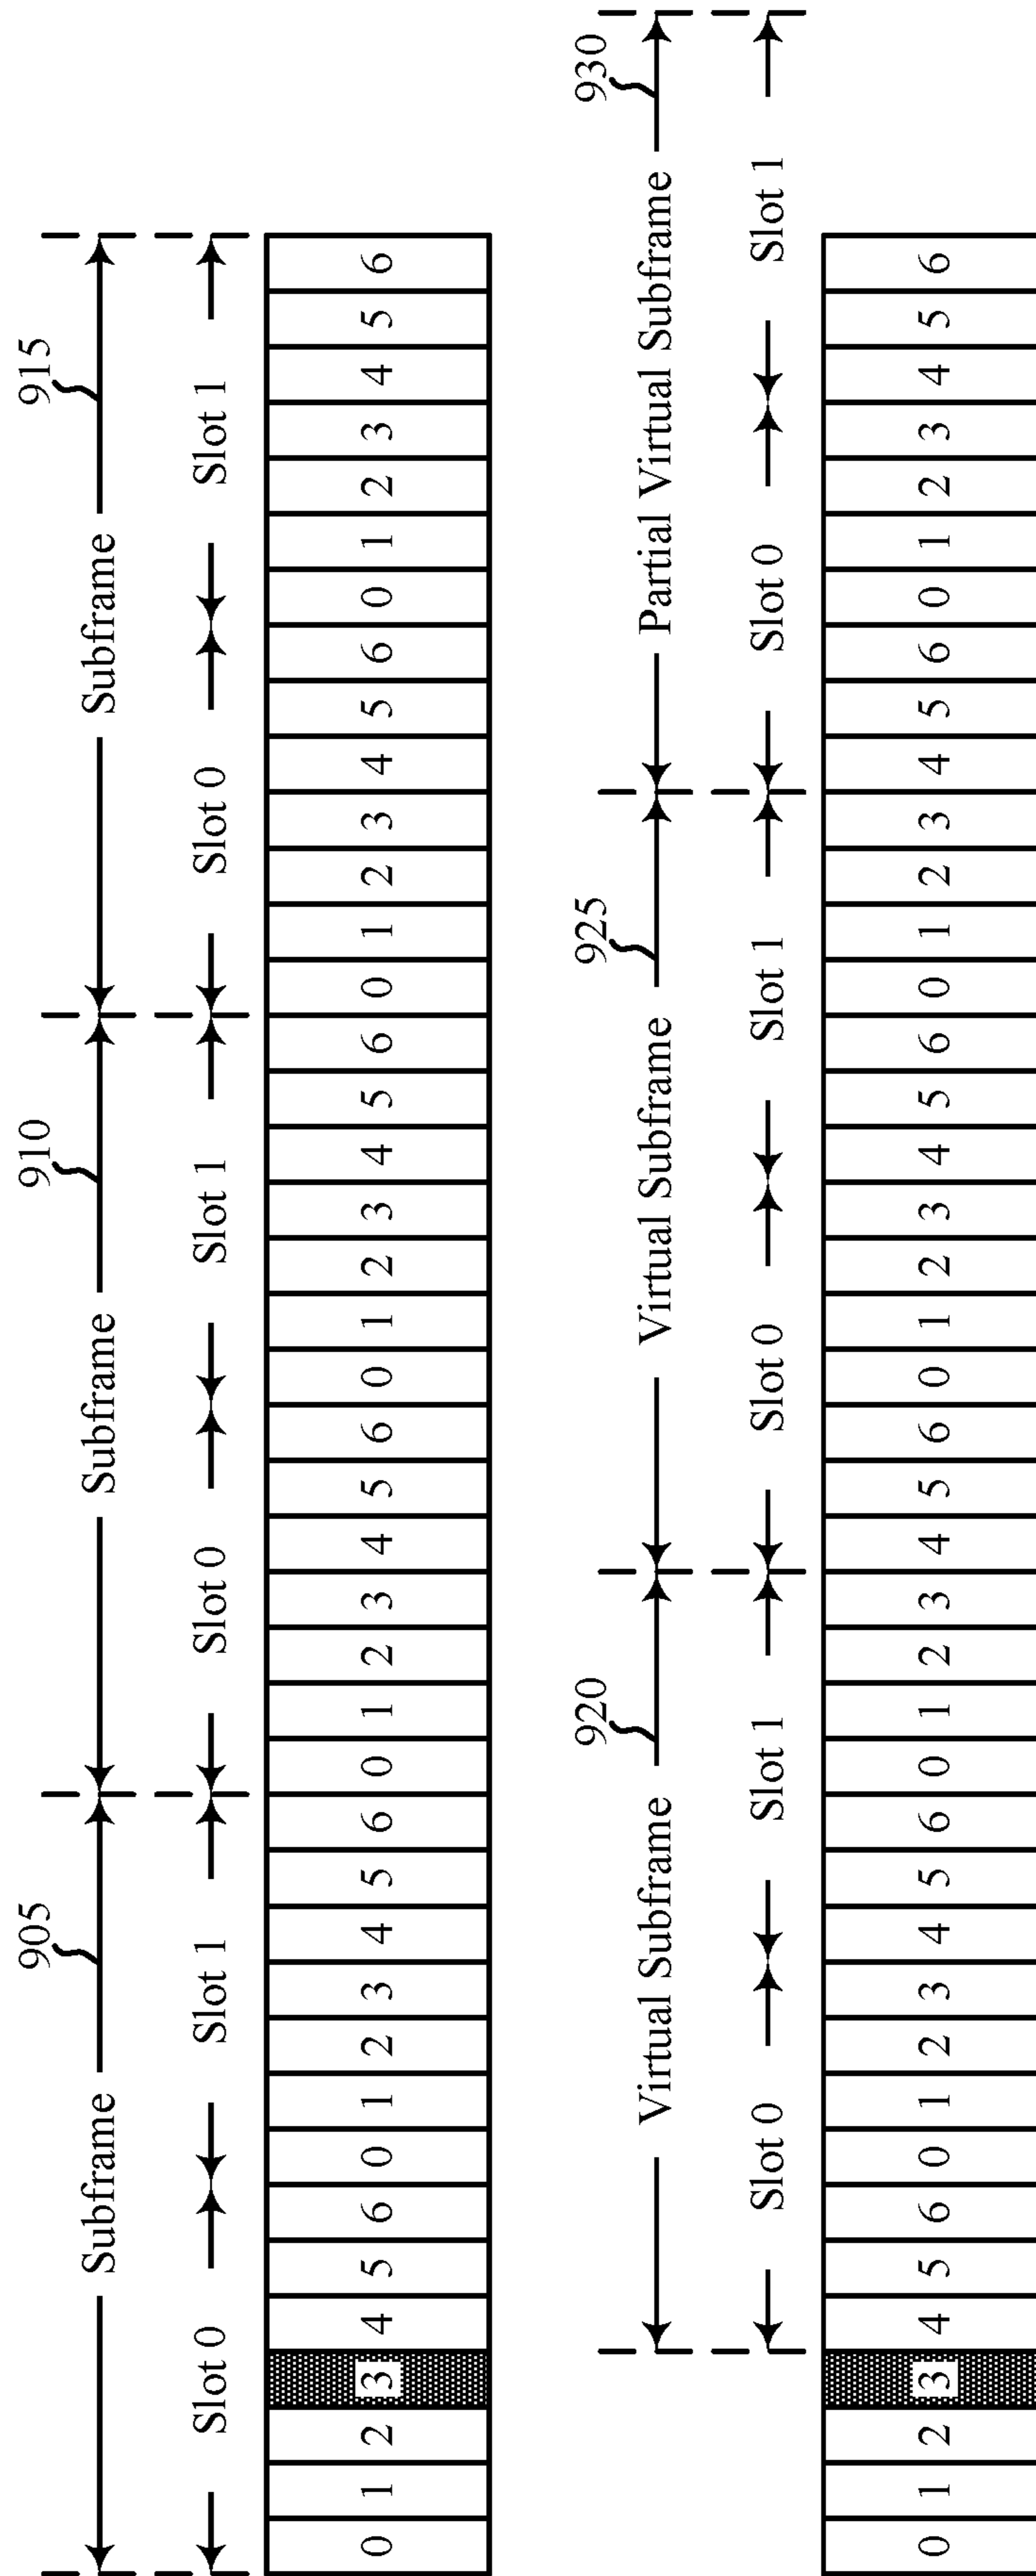 905 910 915
Subframe Subframe Subframe
Slot 0 Slot 1 Slot 0 Slot 1 Slot 0 Slot 1
0 1 2 3 4 5 6 0 1 2 3 4 5 6 0 1 2 3 4 5 6 0 1 2 3 4 5 6 0 1 2 3 4 5 6 0 1 2 3 4 5 6
920 925 930
Virtual Subframe Virtual Subframe Partial Virtual Subframe
Slot 0 Slot 1 Slot 0 Slot 1 Slot 0 Slot 1
0 1 2 3 4 5 6 0 1 2 3 4 5 6 0 1 2 3 4 5 6 0 1 2 3 4 5 6 0 1 2 3 4 5 6 0 1 2 3 4 5 6